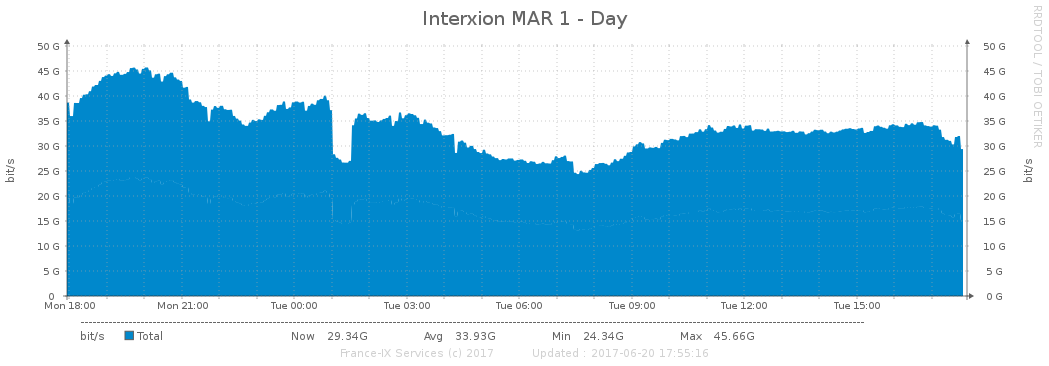 Interxion MAR 1 - Day
RRDTOOL / TOBI OETIKER
50 G 50 G
45 G 45 G
40 G 40 G
35 G 35 G
30 G 30 G
25 G 25 G
20 G 20 G
15 G 15 G
10 G 10 G
5 G 5 G
0 0 G
bit/s
bit/s
Mon 18:00 Mon 21:00 Tue 00:00 Tue 03:00 Tue 06:00 Tue 09:00 Tue 12:00 Tue 15:00
bit/s Total Now 29.34G Avg 33.93G Min 24.34G Max 45.66G
France-IX Services (c) 2017 Updated : 2017-06-20 17:55:16